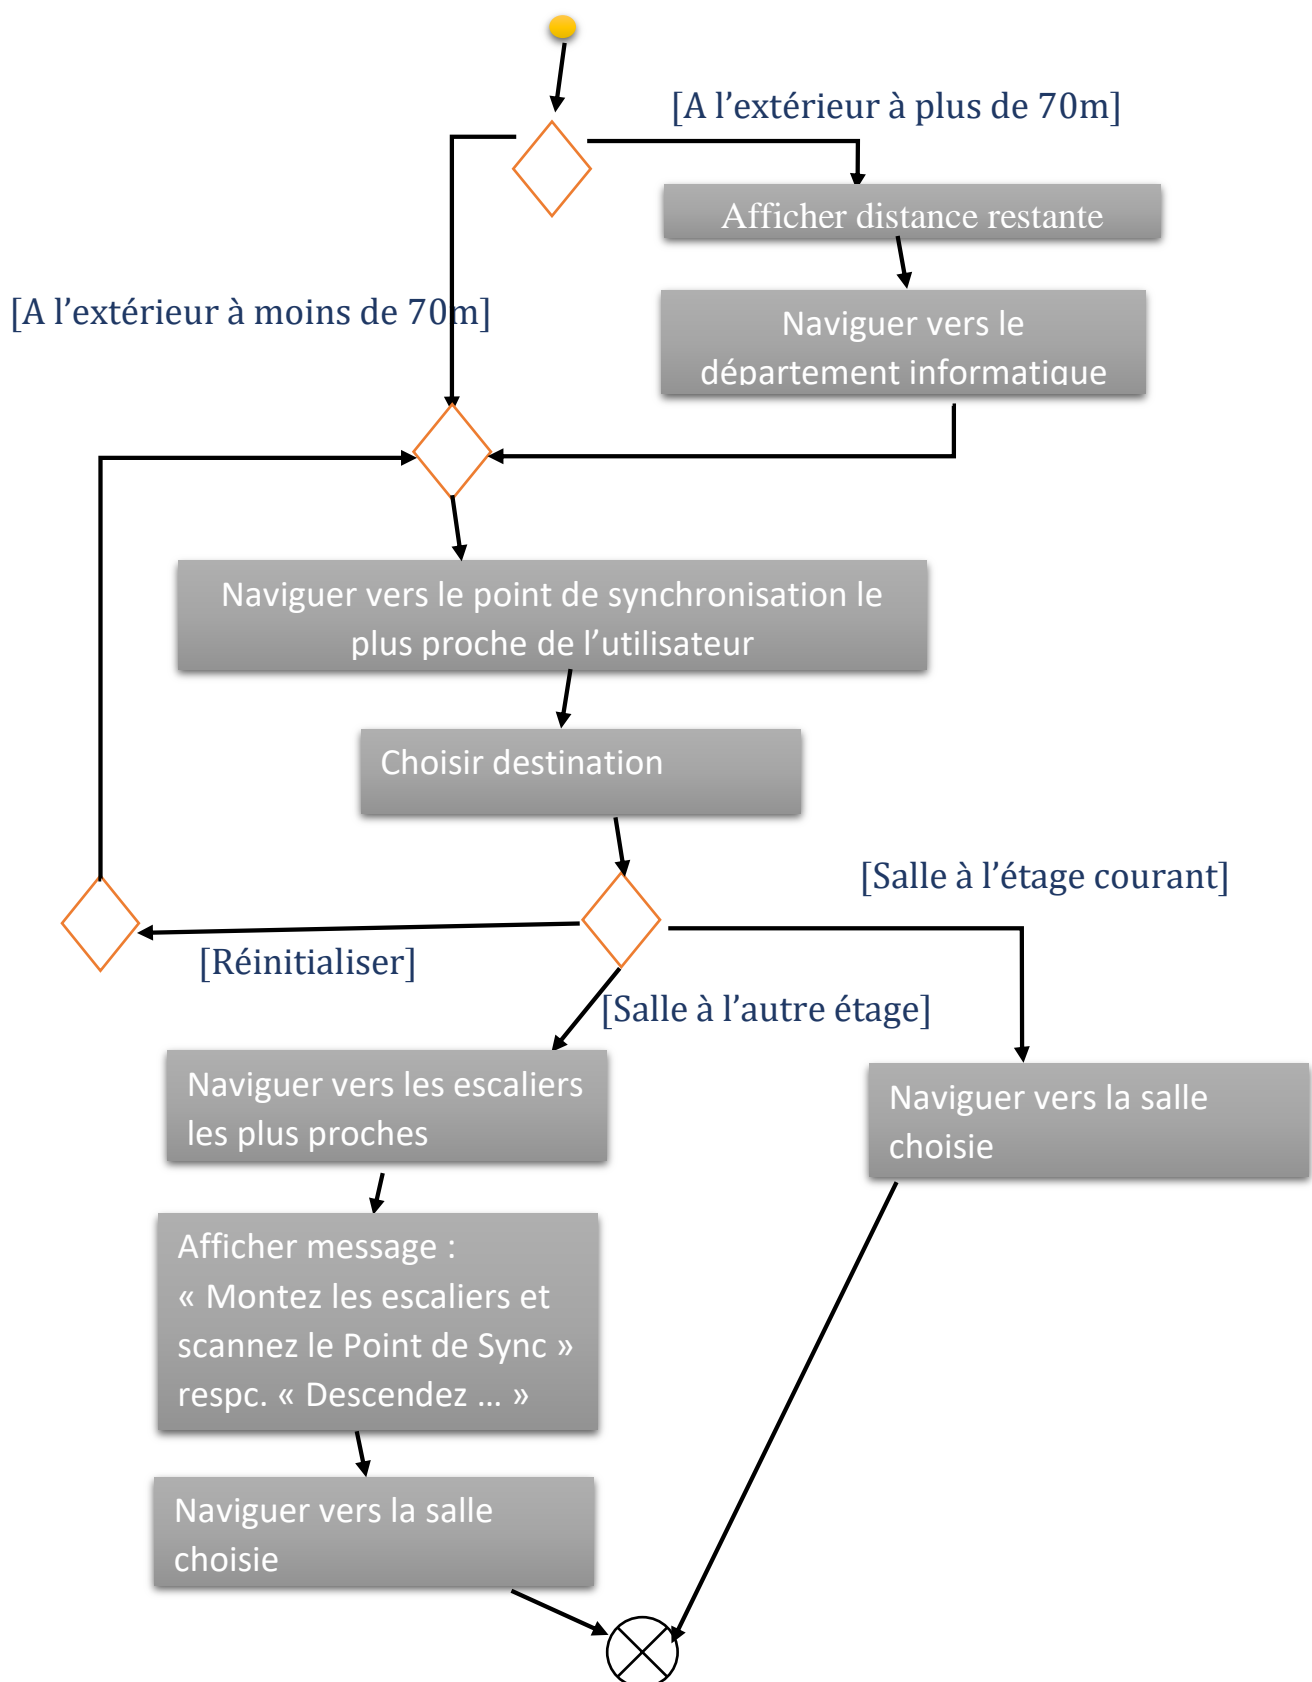 [A l’extérieur à plus de 70m]
Afficher distance restante
[A l’extérieur à moins de 70m]
Naviguer vers le
département informatique
Naviguer vers le point de synchronisation le
plus proche de l’utilisateur
Choisir destination
[Salle à l’étage courant]
[Réinitialiser]
[Salle à l’autre étage]
Naviguer vers les escaliers
les plus proches
Naviguer vers la salle
choisie
Afficher message :
« Montez les escaliers et
scannez le Point de Sync »
respc. « Descendez ... »
Naviguer vers la salle
choisie